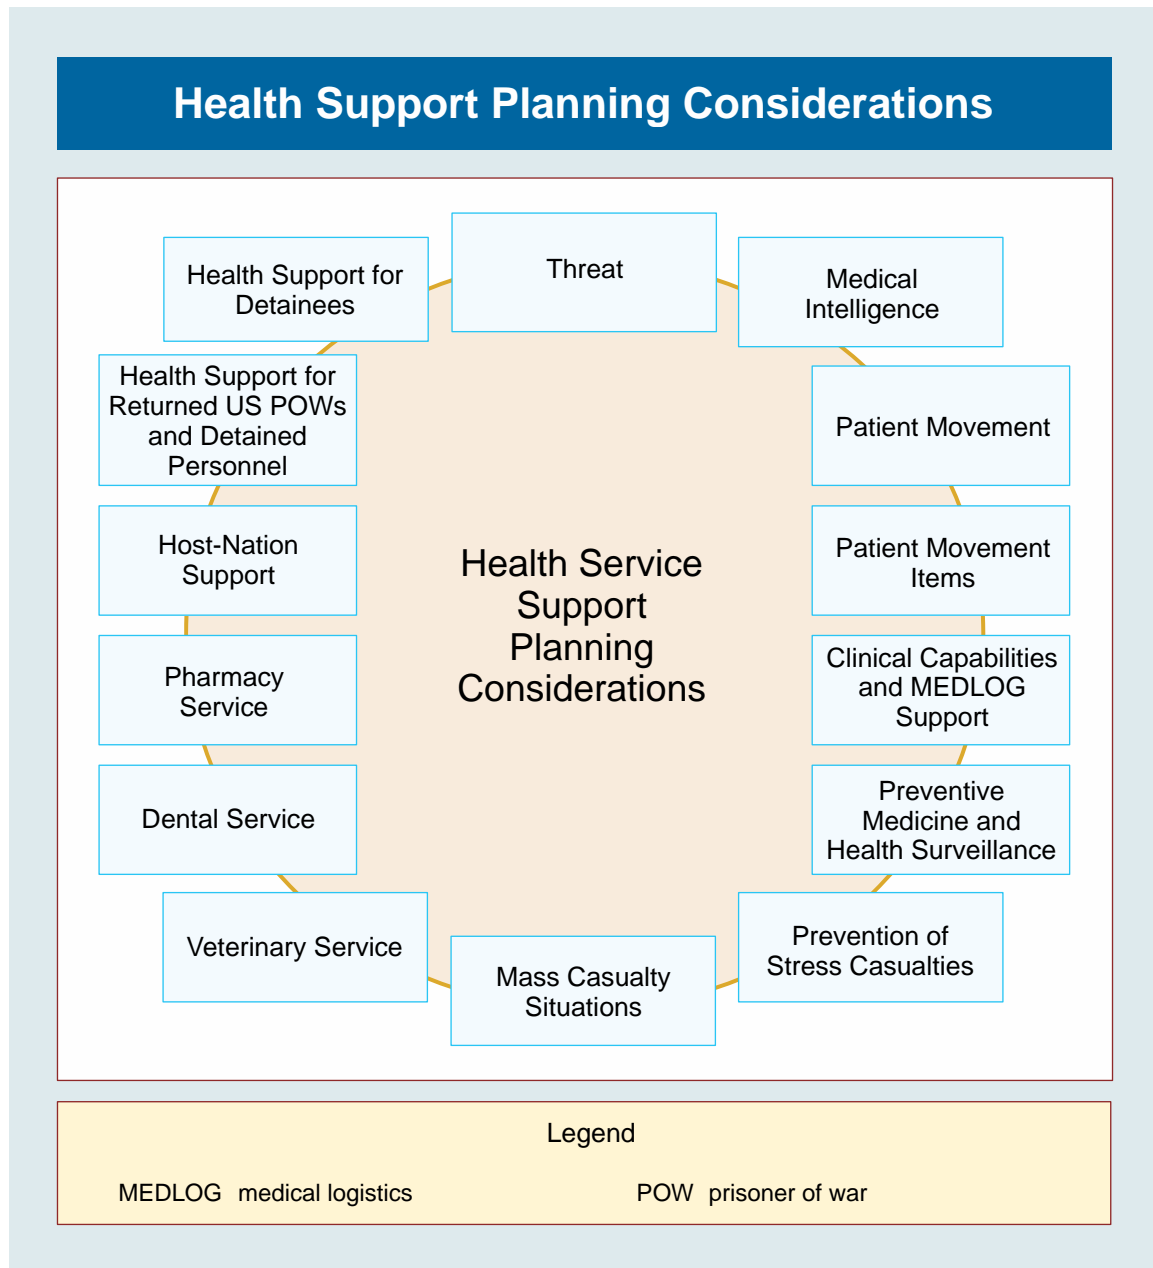 Health Support Planning Considerations
Threat
Medical
Intelligence
Patient Movement
Patient Movement
Items
Clinical Capabilities
and MEDLOG
Support
Preventive
Medicine and
Health Surveillance
Prevention of
Stress Casualties
Mass Casualty
Situations
Veterinary Service
Dental Service
Pharmacy
Service
Host-Nation
Support
Health Support for
Returned US POWs
and Detained
Personnel
Health Support for
Detainees
Health Service
Support
Planning
Considerations
Legend
MEDLOG medical logistics
POW prisoner of war